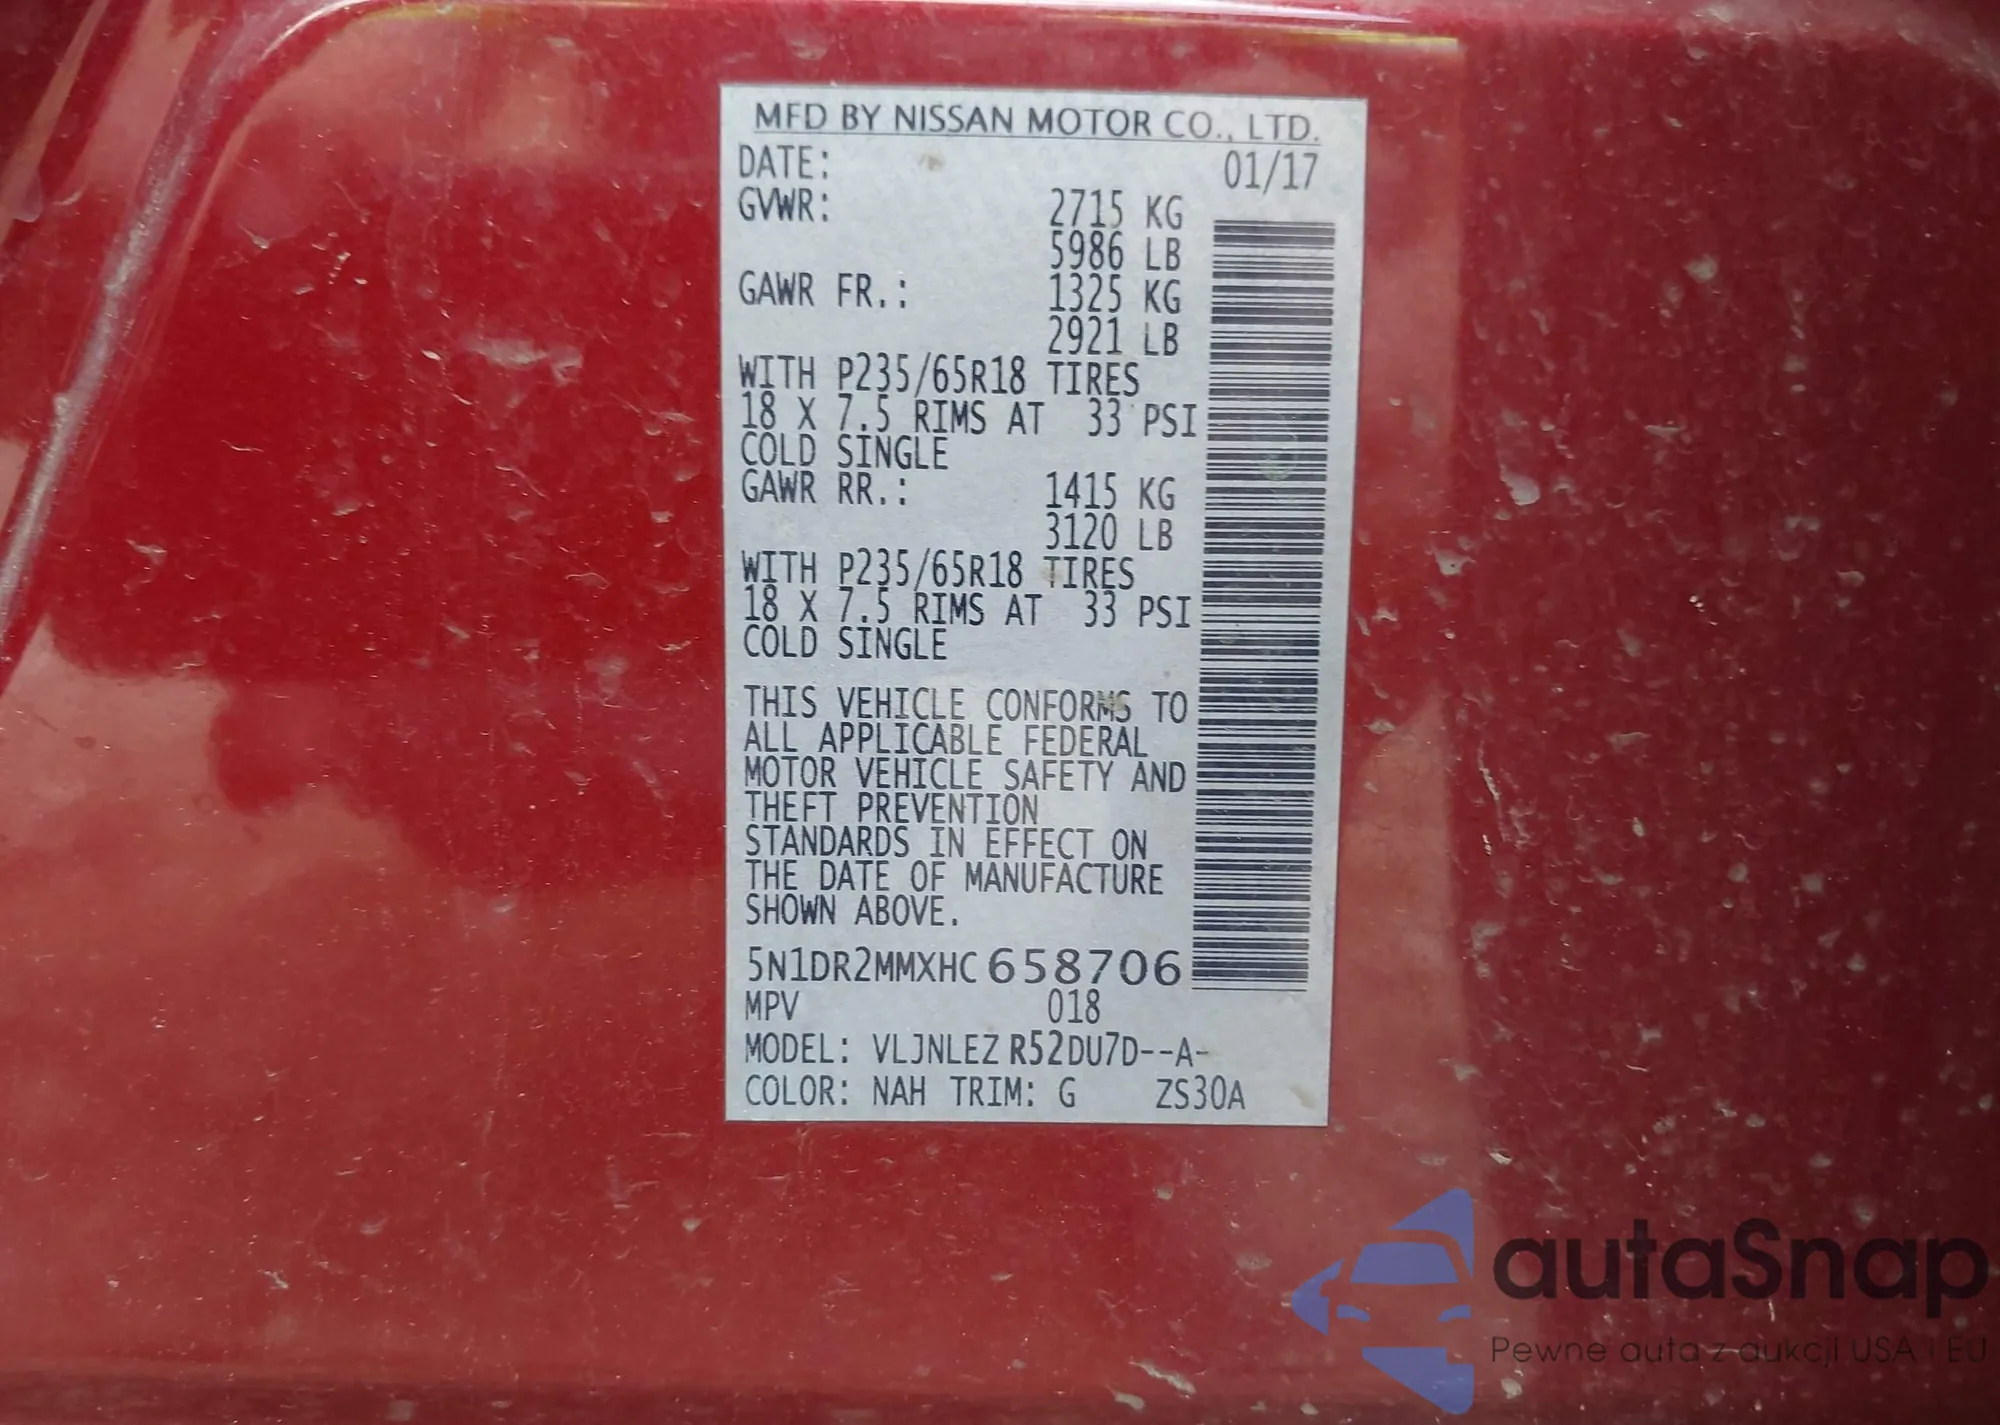 MFD BY NISSAN MOTOR CO., LTD.
DATE: 01/17
GVWR: 2715 KG
5986 LB
GAWR FR.: 1325 KG
2921 LB
WITH P235/65R18 TIRES
18 X 7.5 RIMS AT 33 PSI
COLD SINGLE
GAWR RR.: 1415 KG
3120 LB
WITH P235/65R18 TIRES
18 X 7.5 RIMS AT 33 PSI
COLD SINGLE
THIS VEHICLE CONFORMS TO
ALL APPLICABLE FEDERAL
MOTOR VEHICLE SAFETY AND
THEFT PREVENTION
STANDARDS IN EFFECT ON
THE DATE OF MANUFACTURE
SHOWN ABOVE.
5N1DR2MMXHC658706
MPV 018
MODEL: VLJNLEZ R52DU7D--A-
COLOR: NAH TRIM: G ZS30A
autaSnap
Pewne auta z aukcji USA i EU